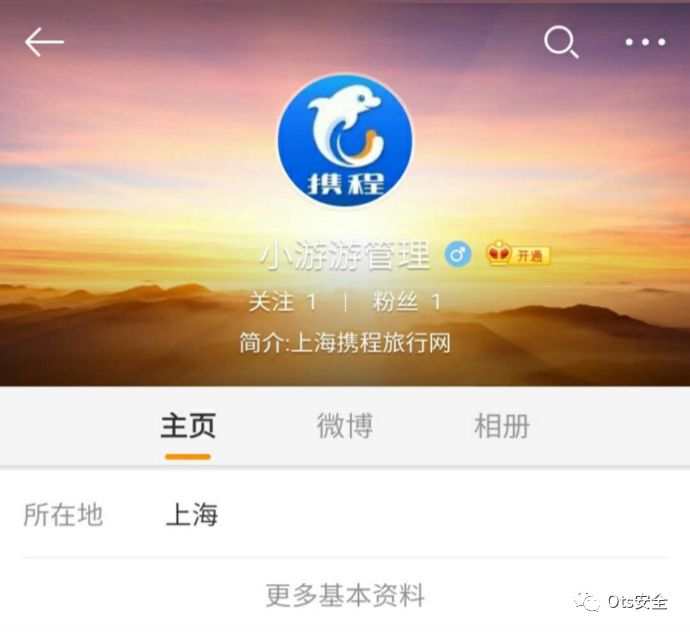 携程
小游游管理
开通
关注 1 | 粉丝 1
简介:上海携程旅行网
主页 微博 相册
所在地 上海
更多基本资料
Ots安全